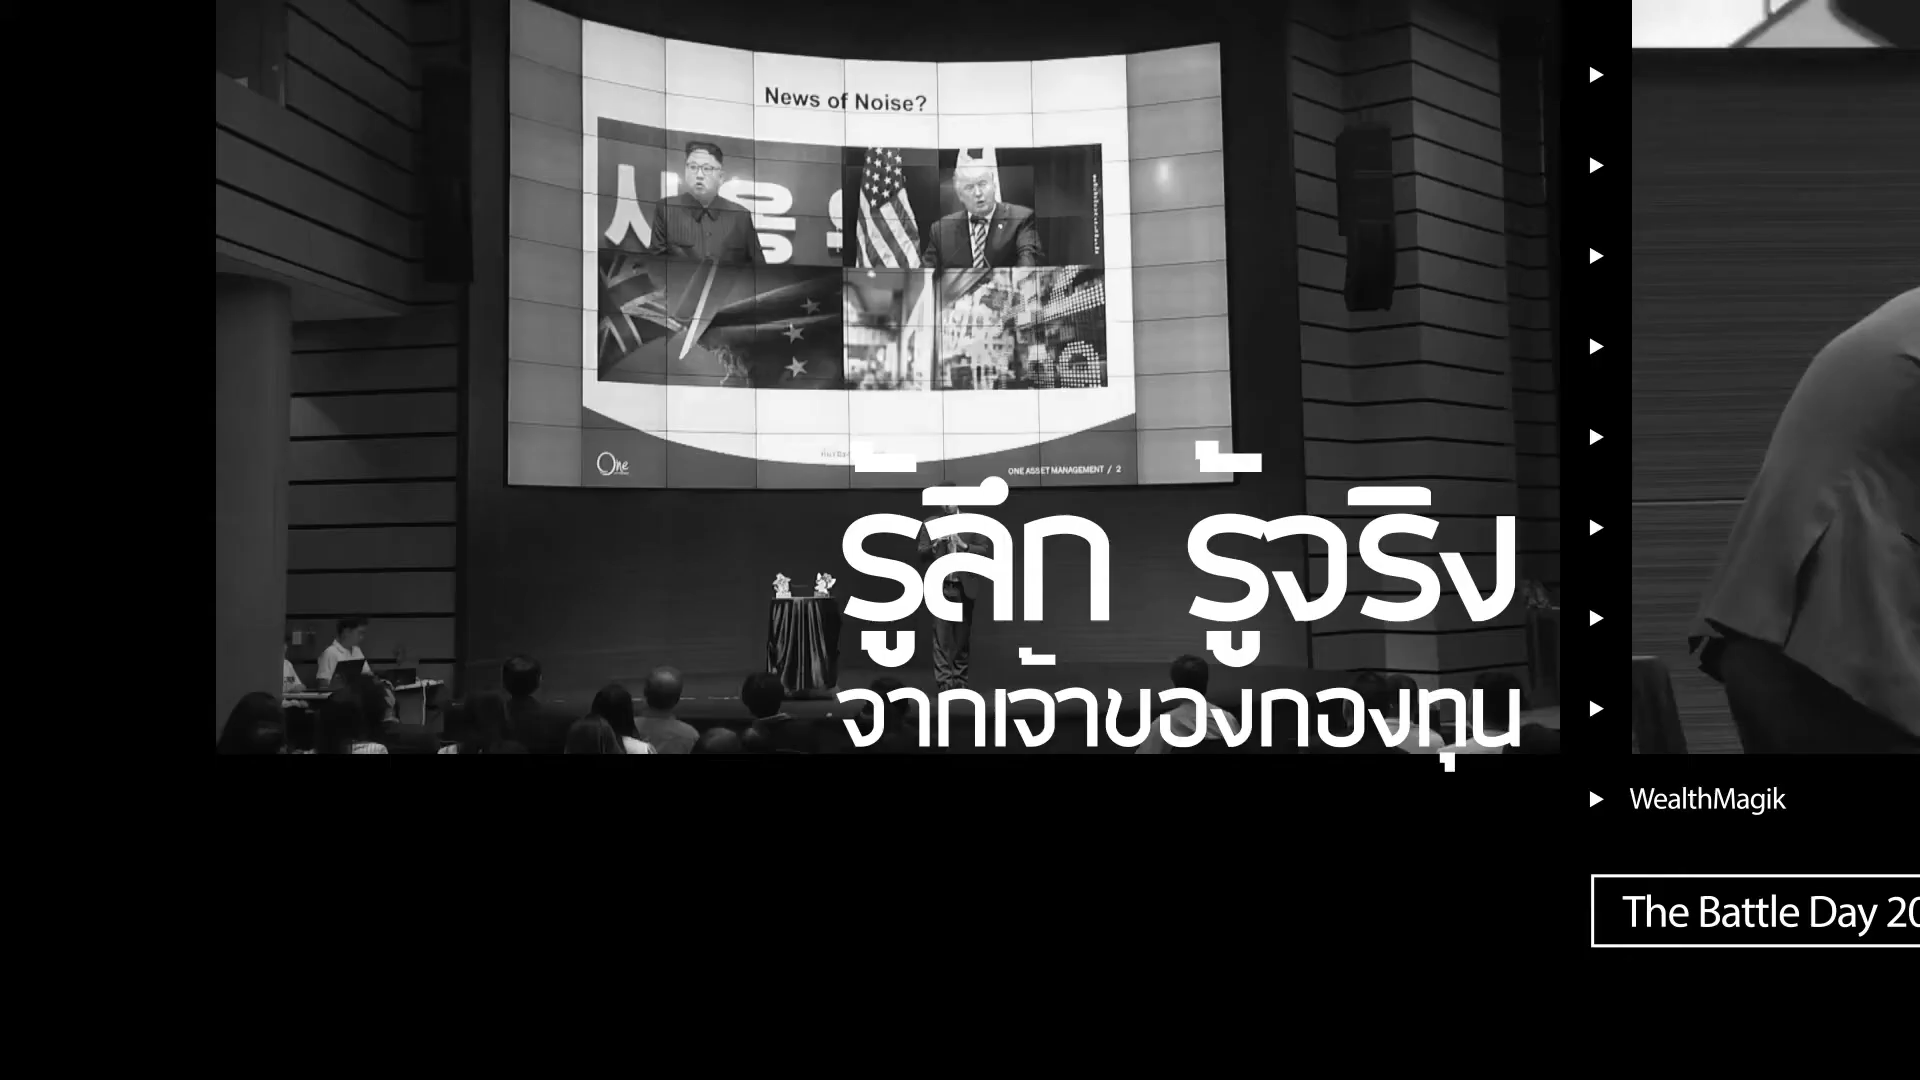 News of Noise?
One
ONE ASSET MANAGEMENT / 2
รู้ลึก รู้จริง
จากเจ้าของกองทุน
WealthMagik
The Battle Day 20